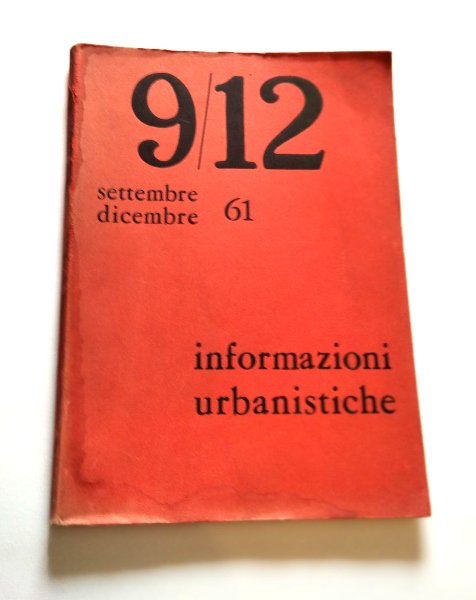 9/12
settembre
dicembre 61
informazioni
urbanistiche